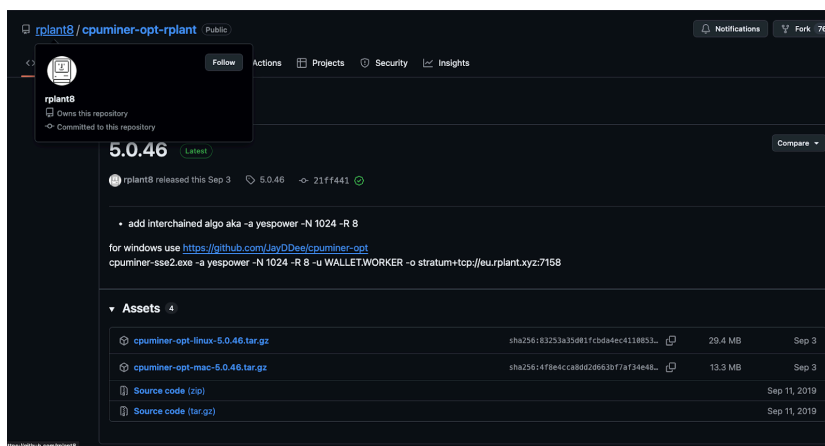 rplant8 / cpuminer-opt-rplant Public
Notifications
Fork 76
Follow
Actions
Projects
Security
Insights
rplant8
Owns this repository
Committed to this repository
5.0.46 Latest
Compare
rplant8 released this Sep 3 5.0.46 21ff441
• add interchained algo aka -a yespower -N 1024 -R 8
for windows use https://github.com/JayDDee/cpuminer-opt
cpuminer-sse2.exe -a yespower -N 1024 -R 8 -u WALLET.WORKER -o stratum+tcp://eu.rplant.xyz:7158
Assets 4
cpuminer-opt-linux-5.0.46.tar.gz sha256:83253a35d01fcbda4ec4110853… 29.4 MB Sep 3
cpuminer-opt-mac-5.0.46.tar.gz sha256:4f8e4cca8dd2d663bf7af34e48… 13.3 MB Sep 3
Source code (zip) Sep 11, 2019
Source code (tar.gz) Sep 11, 2019